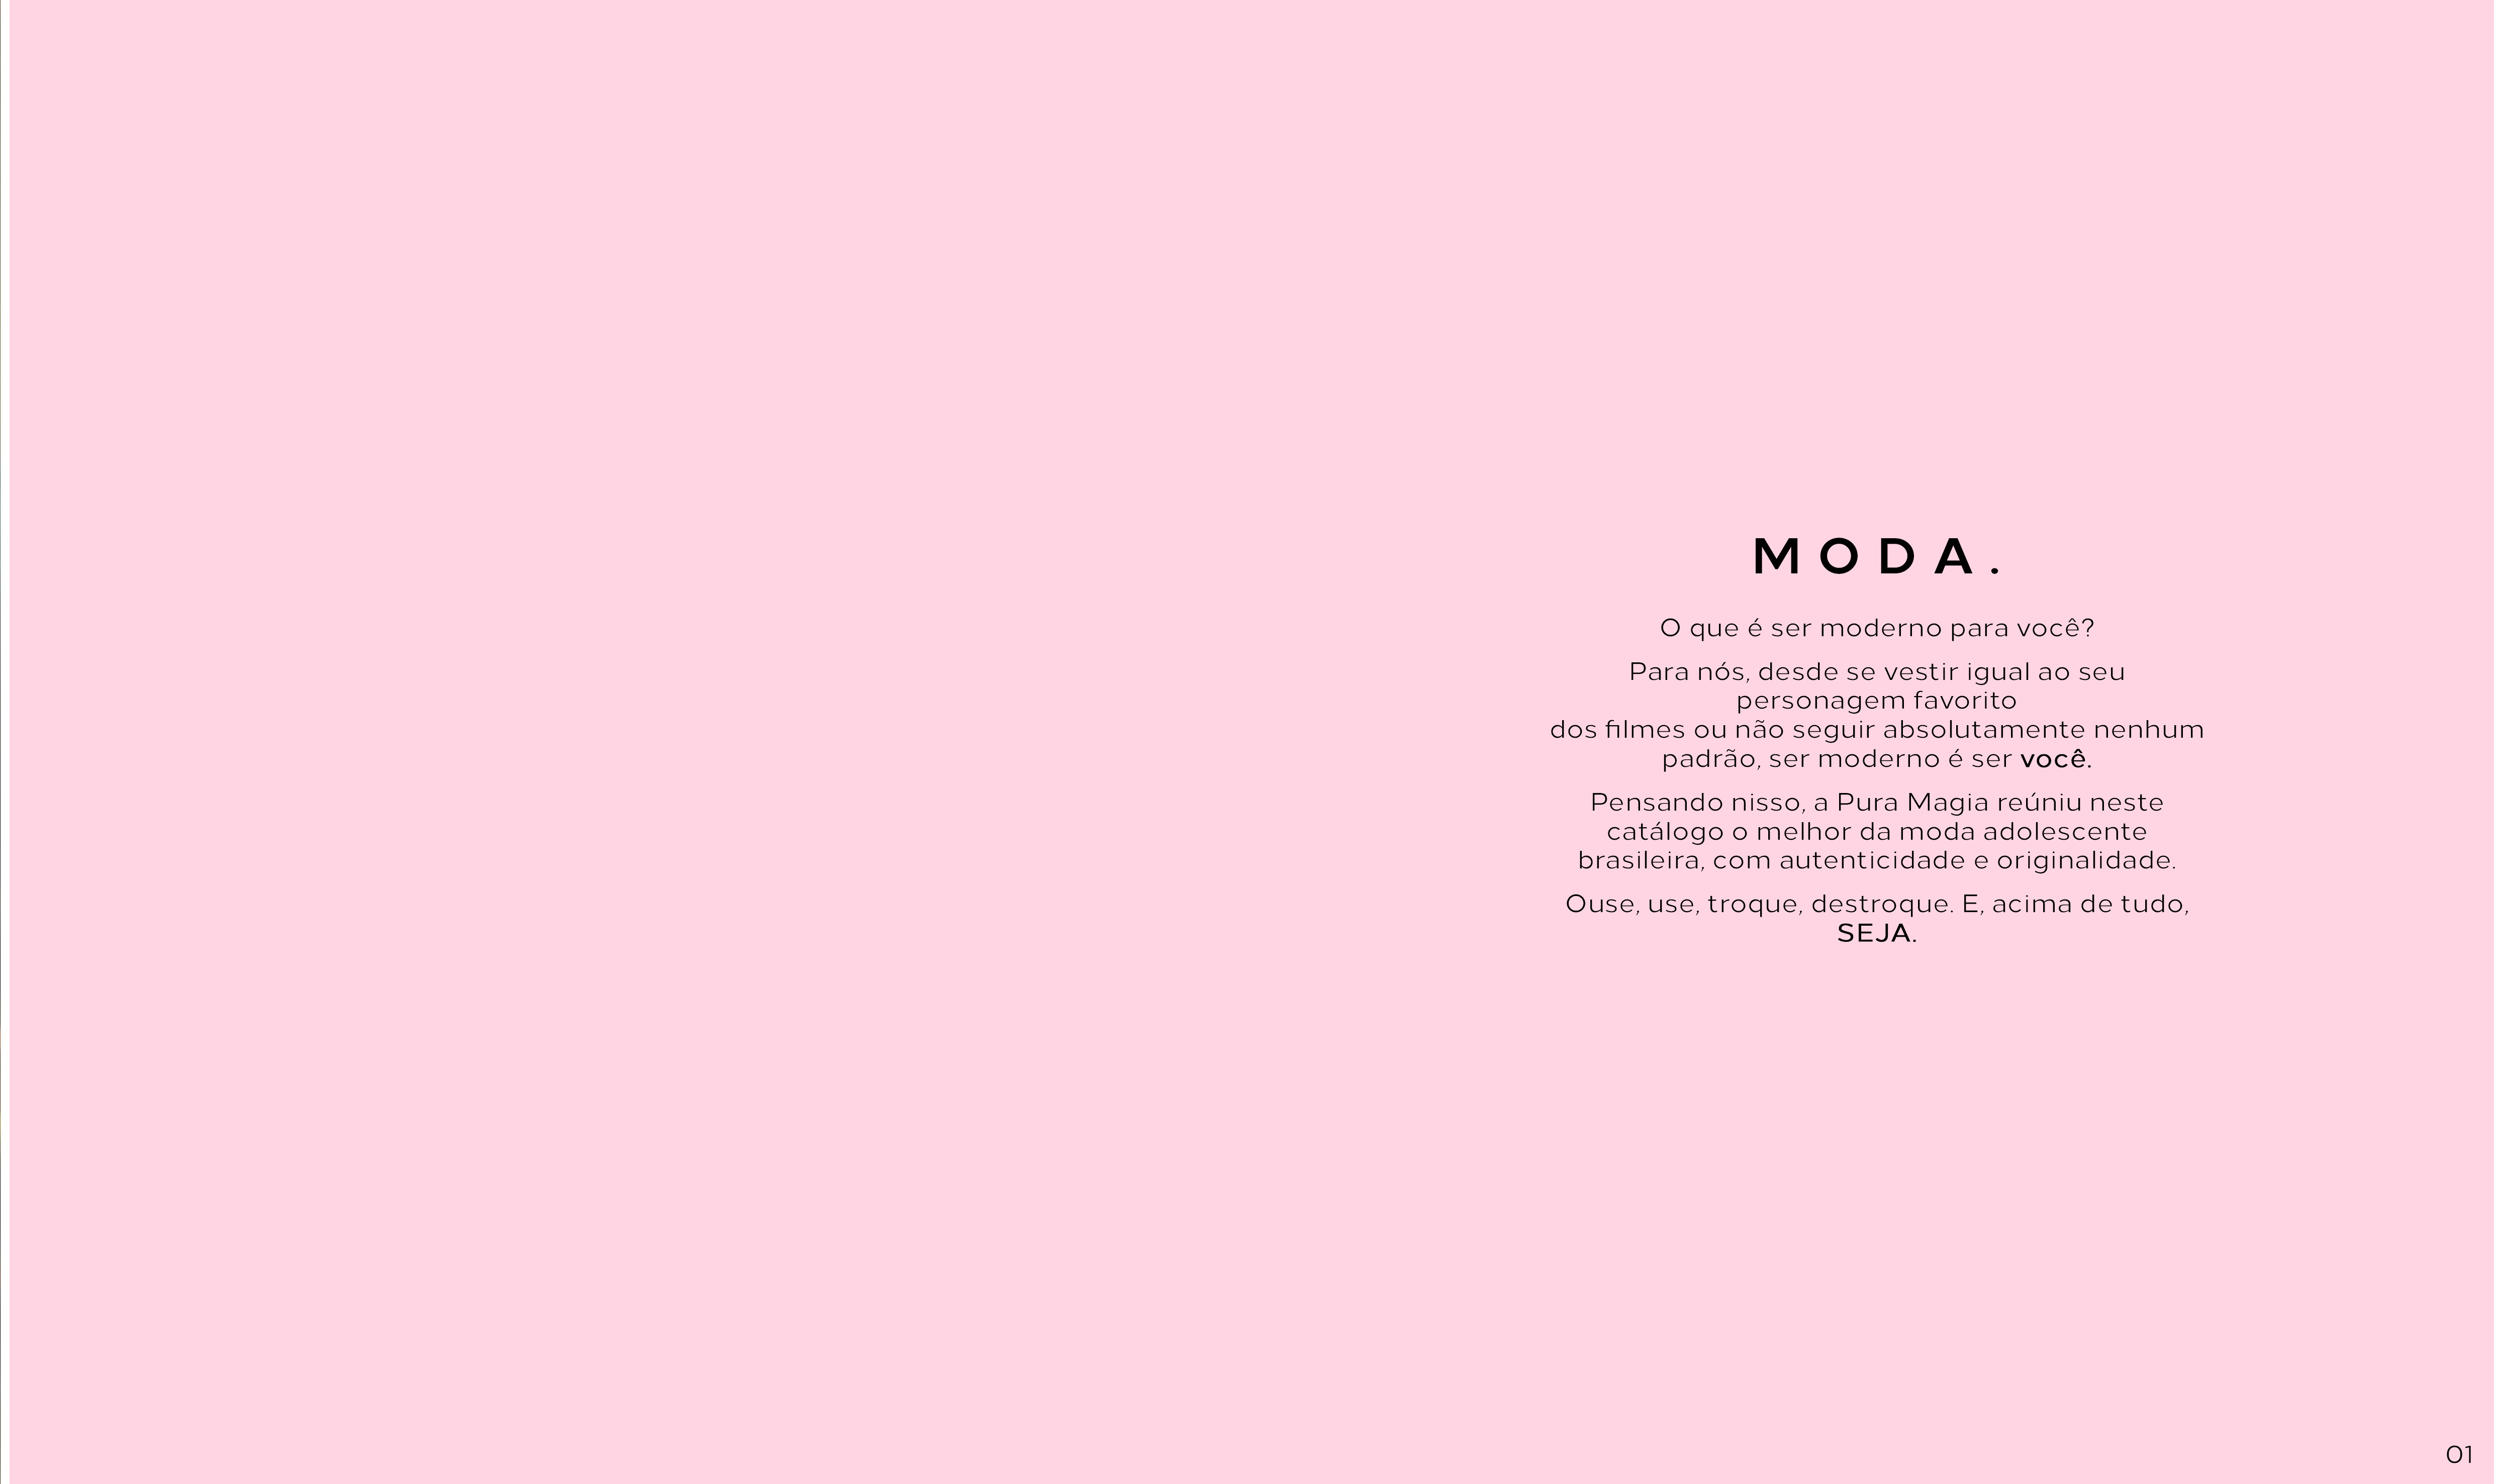 MODA.
O que é ser moderno para você?
Para nós, desde se vestir igual ao seu
personagem favorito
dos filmes ou não seguir absolutamente nenhum
padrão, ser moderno é ser você.
Pensando nisso, a Pura Magia reúniu neste
catálogo o melhor da moda adolescente
brasileira, com autenticidade e originalidade.
Ouse, use, troque, destroque. E, acima de tudo,
SEJA.
01